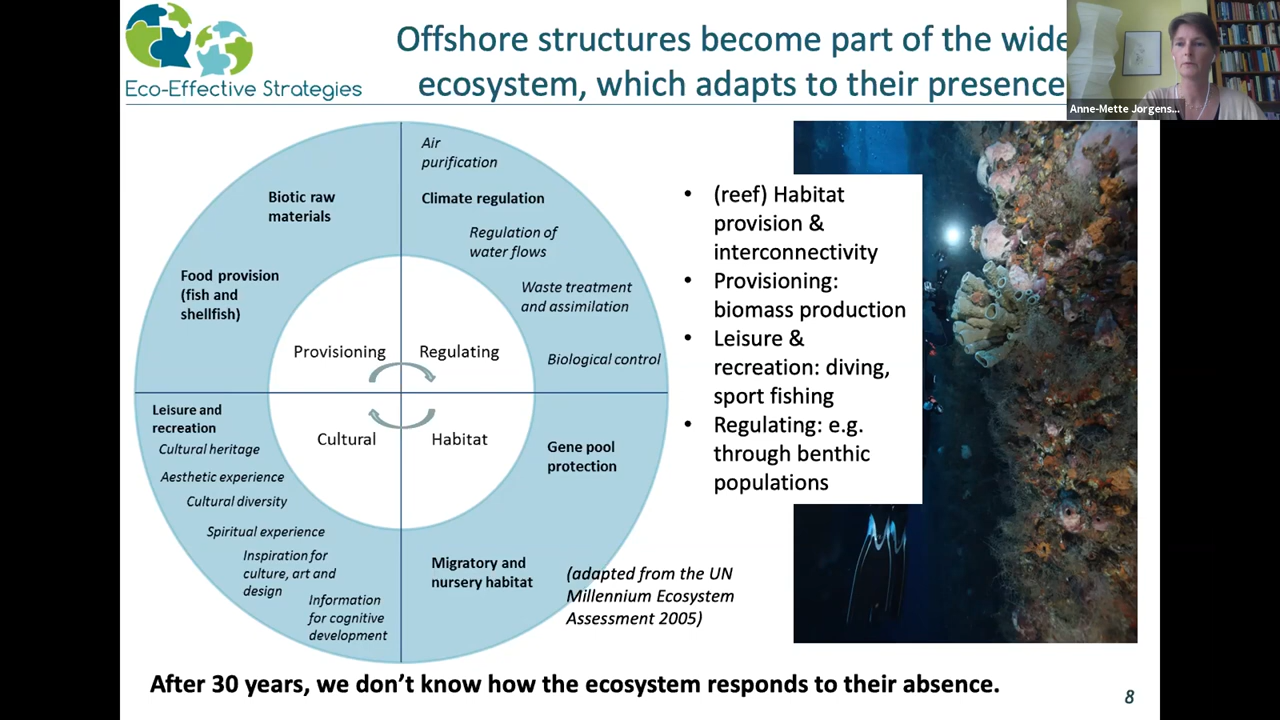 Eco-Effective Strategies
Offshore structures become part of the wide
ecosystem, which adapts to their presence
Anne-Mette Jorgens...
Air
purification
Climate regulation
Regulation of
water flows
Waste treatment
and assimilation
Biological control
Biotic raw
materials
Food provision
(fish and
shellfish)
Provisioning
Regulating
Cultural
Habitat
Leisure and
recreation
Cultural heritage
Aesthetic experience
Cultural diversity
Spiritual experience
Inspiration for
culture, art and
design
Information
for cognitive
development
Gene pool
protection
Migratory and
nursery habitat
(adapted from the UN
Millennium Ecosystem
Assessment 2005)
• (reef) Habitat
provision &
interconnectivity
• Provisioning:
biomass production
• Leisure &
recreation: diving,
sport fishing
• Regulating: e.g.
through benthic
populations
After 30 years, we don't know how the ecosystem responds to their absence.
8